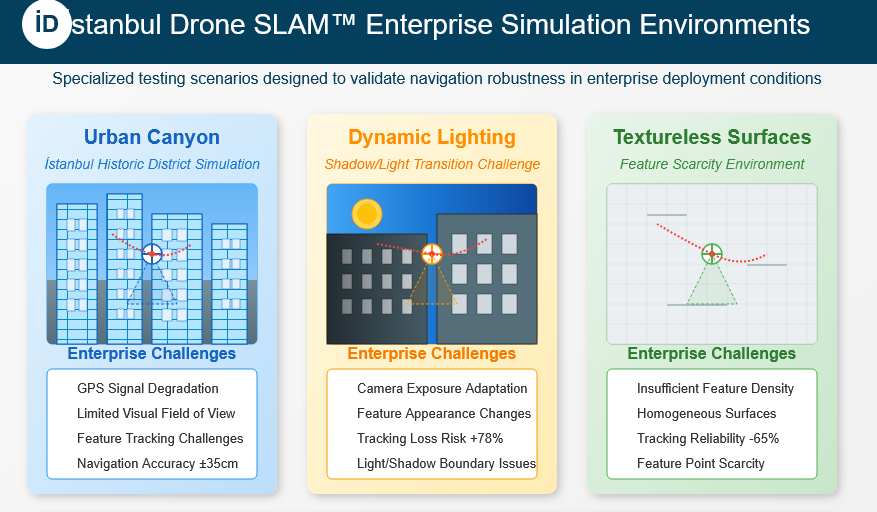 İD
İstanbul Drone SLAM™ Enterprise Simulation Environments
Specialized testing scenarios designed to validate navigation robustness in enterprise deployment conditions
Urban Canyon
İstanbul Historic District Simulation
Enterprise Challenges
GPS Signal Degradation
Limited Visual Field of View
Feature Tracking Challenges
Navigation Accuracy ±35cm
Dynamic Lighting
Shadow/Light Transition Challenge
Enterprise Challenges
Camera Exposure Adaptation
Feature Appearance Changes
Tracking Loss Risk +78%
Light/Shadow Boundary Issues
Textureless Surfaces
Feature Scarcity Environment
Enterprise Challenges
Insufficient Feature Density
Homogeneous Surfaces
Tracking Reliability -65%
Feature Point Scarcity